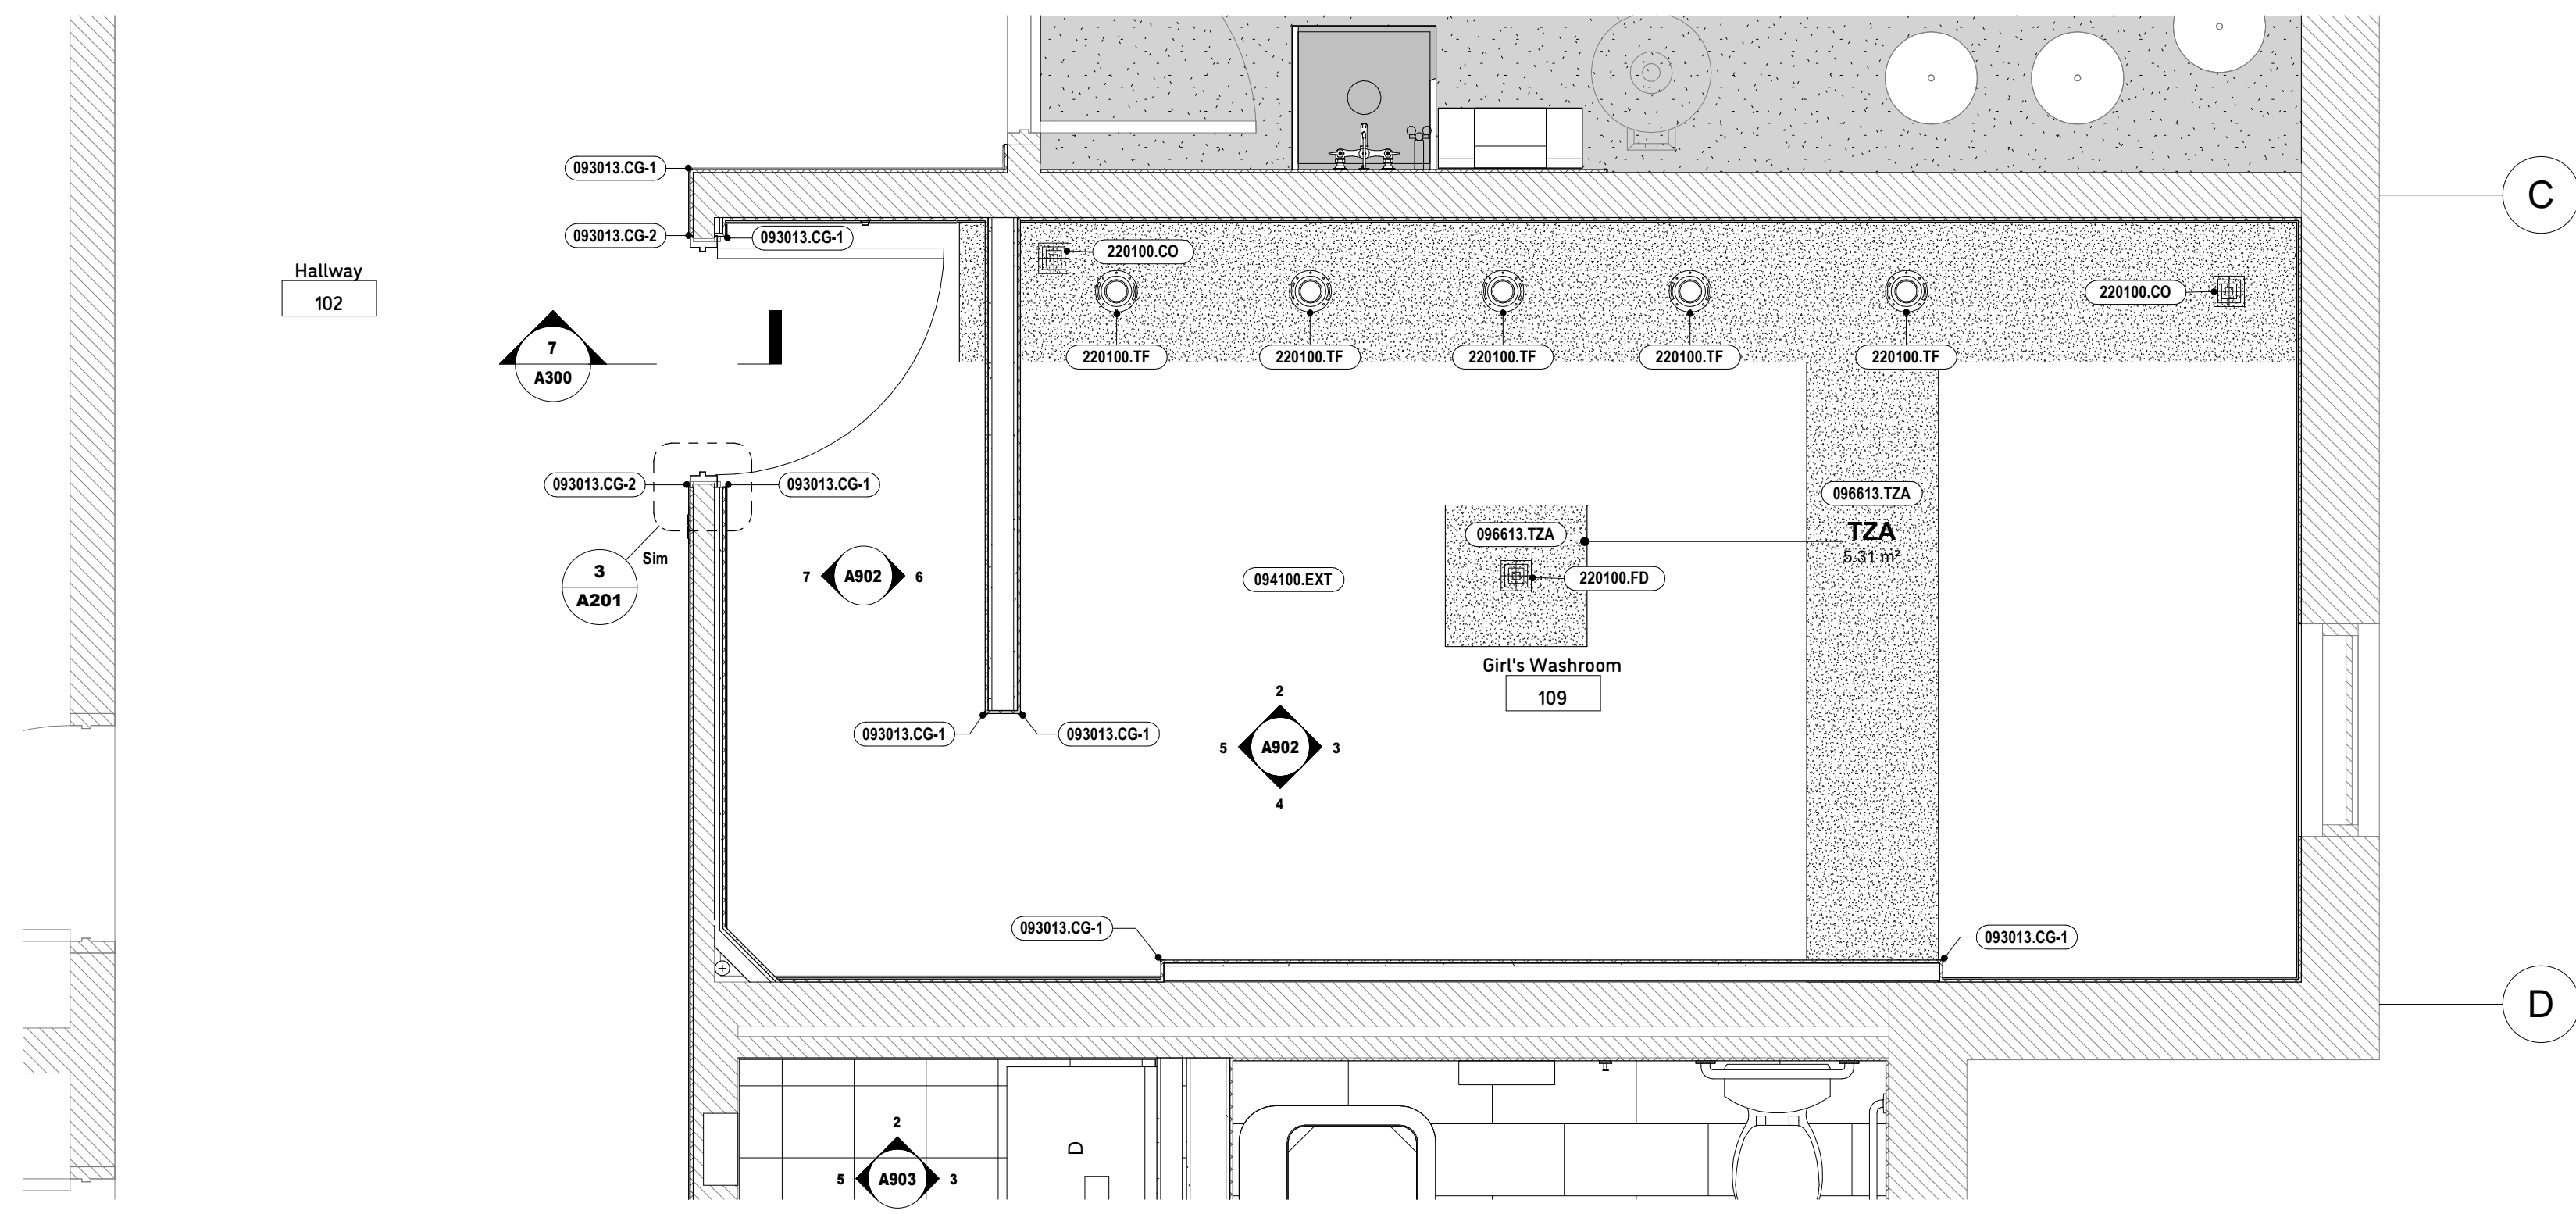 C
093013.CG-1
093013.CG-2
093013.CG-1
220100.CO
Hallway
102
220100.CO
7
A300
220100.TF
220100.TF
220100.TF
220100.TF
220100.TF
093013.CG-2
093013.CG-1
096613.TZA
TZA
5.31 m²
096613.TZA
Sim
3
A201
7
A902
6
094100.EXT
220100.FD
Girl's Washroom
109
2
093013.CG-1
093013.CG-1
5
A902
3
4
093013.CG-1
093013.CG-1
D
2
D
5
A903
3